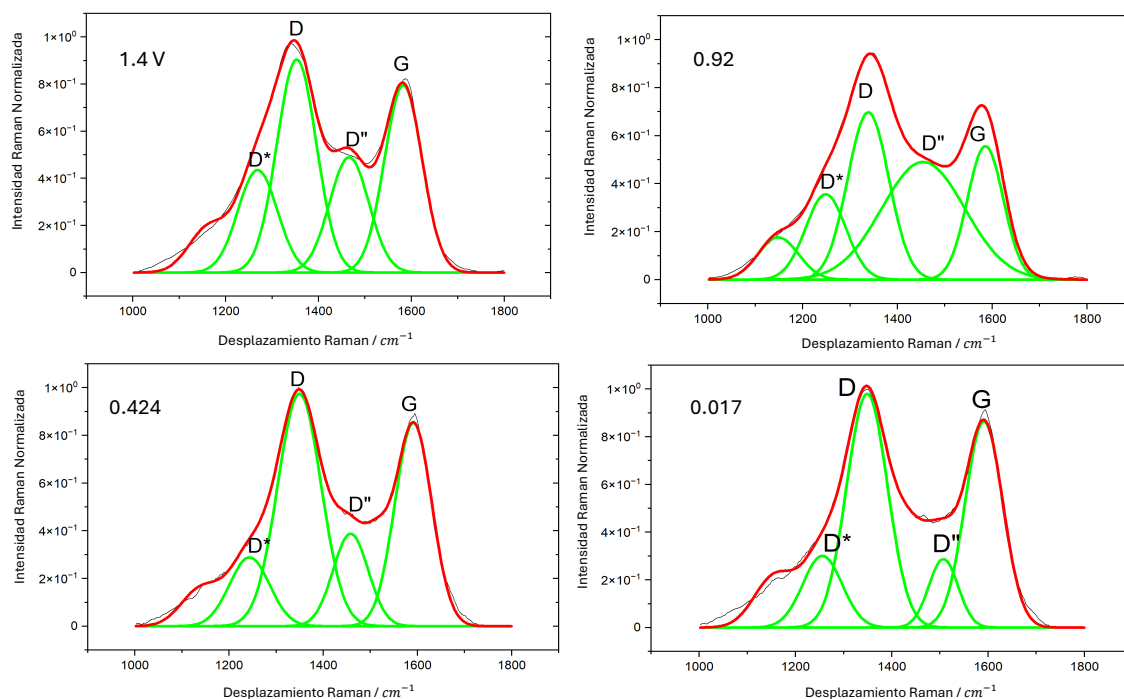 1.4 V
D
G
D*
D"
1×10⁰
8×10⁻¹
6×10⁻¹
4×10⁻¹
2×10⁻¹
0
1000 1200 1400 1600 1800
Intensidad Raman Normalizada
Desplazamiento Raman / cm⁻¹
0.92
D
D"
G
D*
1×10⁰
8×10⁻¹
6×10⁻¹
4×10⁻¹
2×10⁻¹
0
1000 1200 1400 1600 1800
Intensidad Raman Normalizada
Desplazamiento Raman / cm⁻¹
0.424
D
G
D"
D*
1×10⁰
8×10⁻¹
6×10⁻¹
4×10⁻¹
2×10⁻¹
0
1000 1200 1400 1600 1800
Intensidad Raman Normalizada
Desplazamiento Raman / cm⁻¹
0.017
D
G
D*
D"
1×10⁰
8×10⁻¹
6×10⁻¹
4×10⁻¹
2×10⁻¹
0
1000 1200 1400 1600 1800
Intensidad Raman Normalizada
Desplazamiento Raman / cm⁻¹